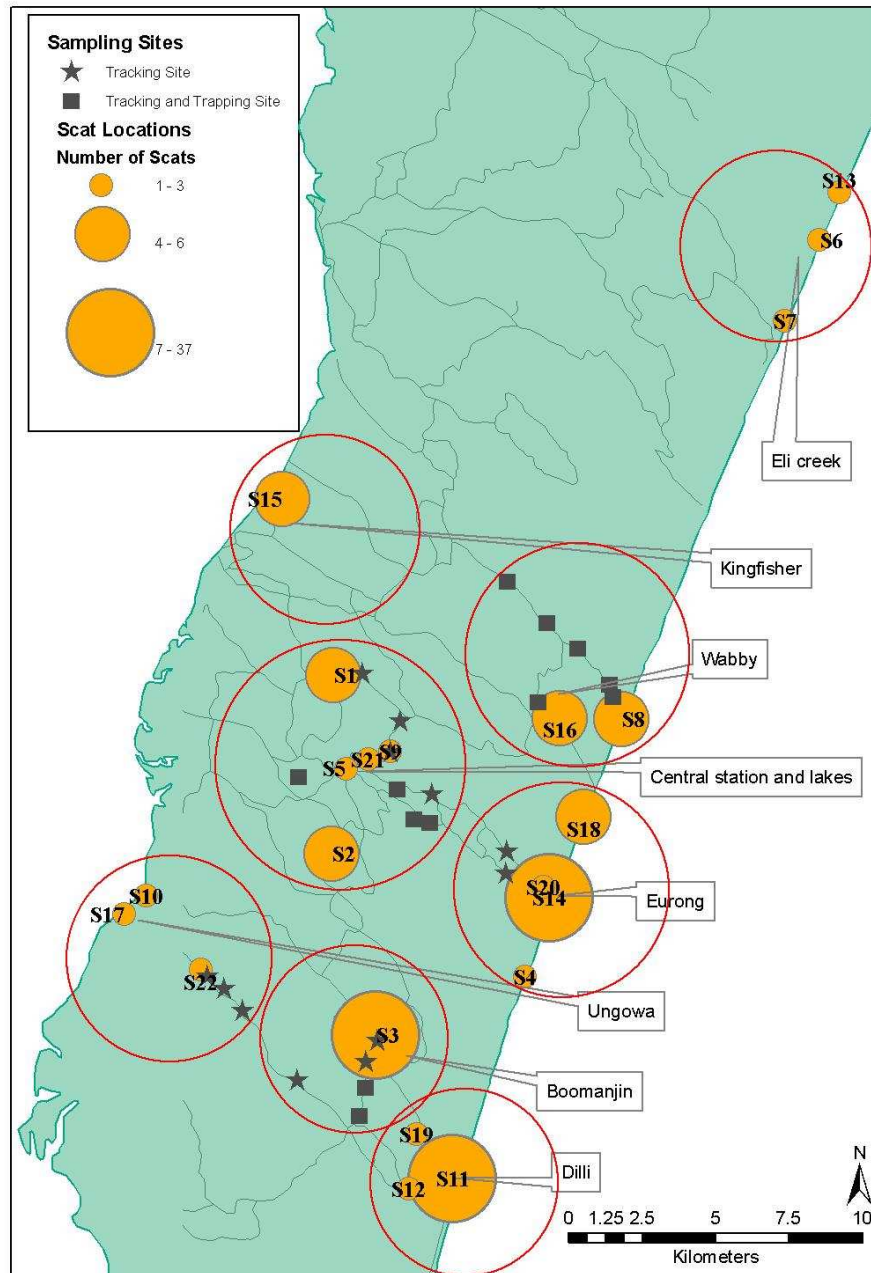 Sampling Sites
Tracking Site
Tracking and Trapping Site
Scat Locations
Number of Scats
1 - 3
4 - 6
7 - 37
S13
S6
S7
Eli creek
S15
Kingfisher
S1
Wabby
S16
S8
S9
S21
S5
Central station and lakes
S18
S2
S20
S14
Eurong
S10
S17
S4
S22
Ungowa
S3
Boomanjin
S19
S11
S12
Dilli
N
0 1.25 2.5 5 7.5 10
Kilometers